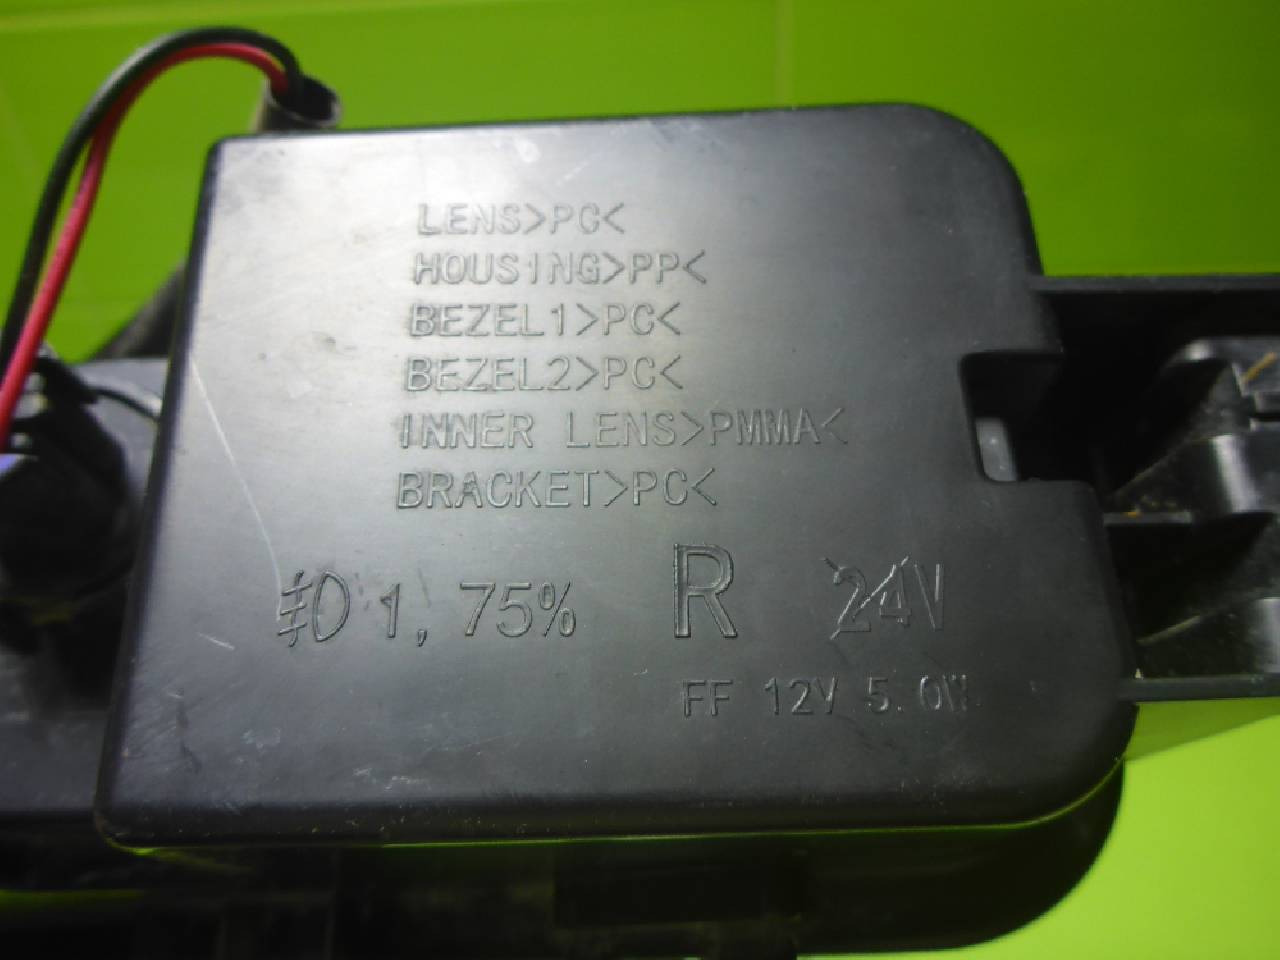 LENS>PC<
HOUS1NG>PP<
BEZEL1>PC<
BEZEL2>PC<
INNER LENS>PMMA<
BRACKET>PC<
1, 75% R 24V
FF 12V 5.0W